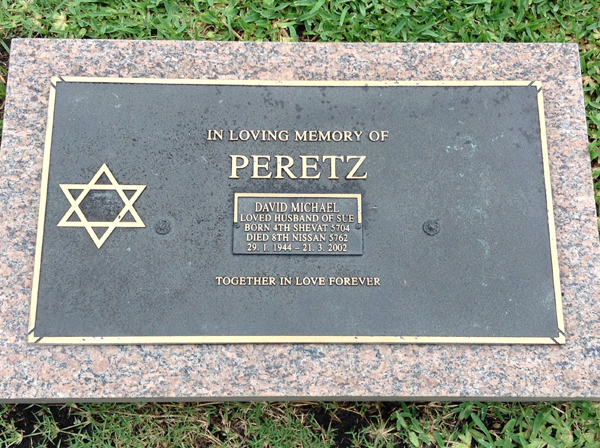 IN LOVING MEMORY OF
PERETZ
DAVID MICHAEL
LOVED HUSBAND OF SUE
BORN 4TH SHEVAT 5704
DIED 8TH NISSAN 5762
29. 1. 1944 – 21. 3. 2002
TOGETHER IN LOVE FOREVER